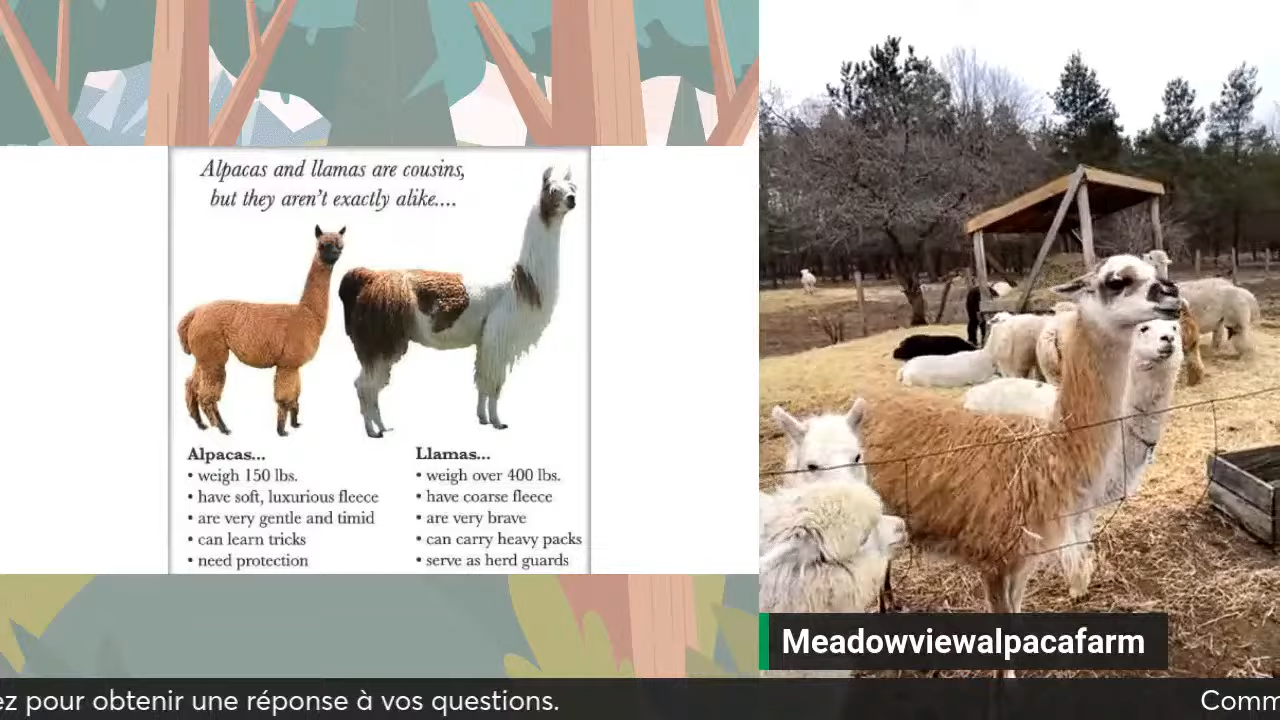 Alpacas and llamas are cousins,
but they aren't exactly alike....
Alpacas...
• weigh 150 lbs.
• have soft, luxurious fleece
• are very gentle and timid
• can learn tricks
• need protection
Llamas...
• weigh over 400 lbs.
• have coarse fleece
• are very brave
• can carry heavy packs
• serve as herd guards
Meadowviewalpacafarm
ez pour obtenir une réponse à vos questions.
Comm